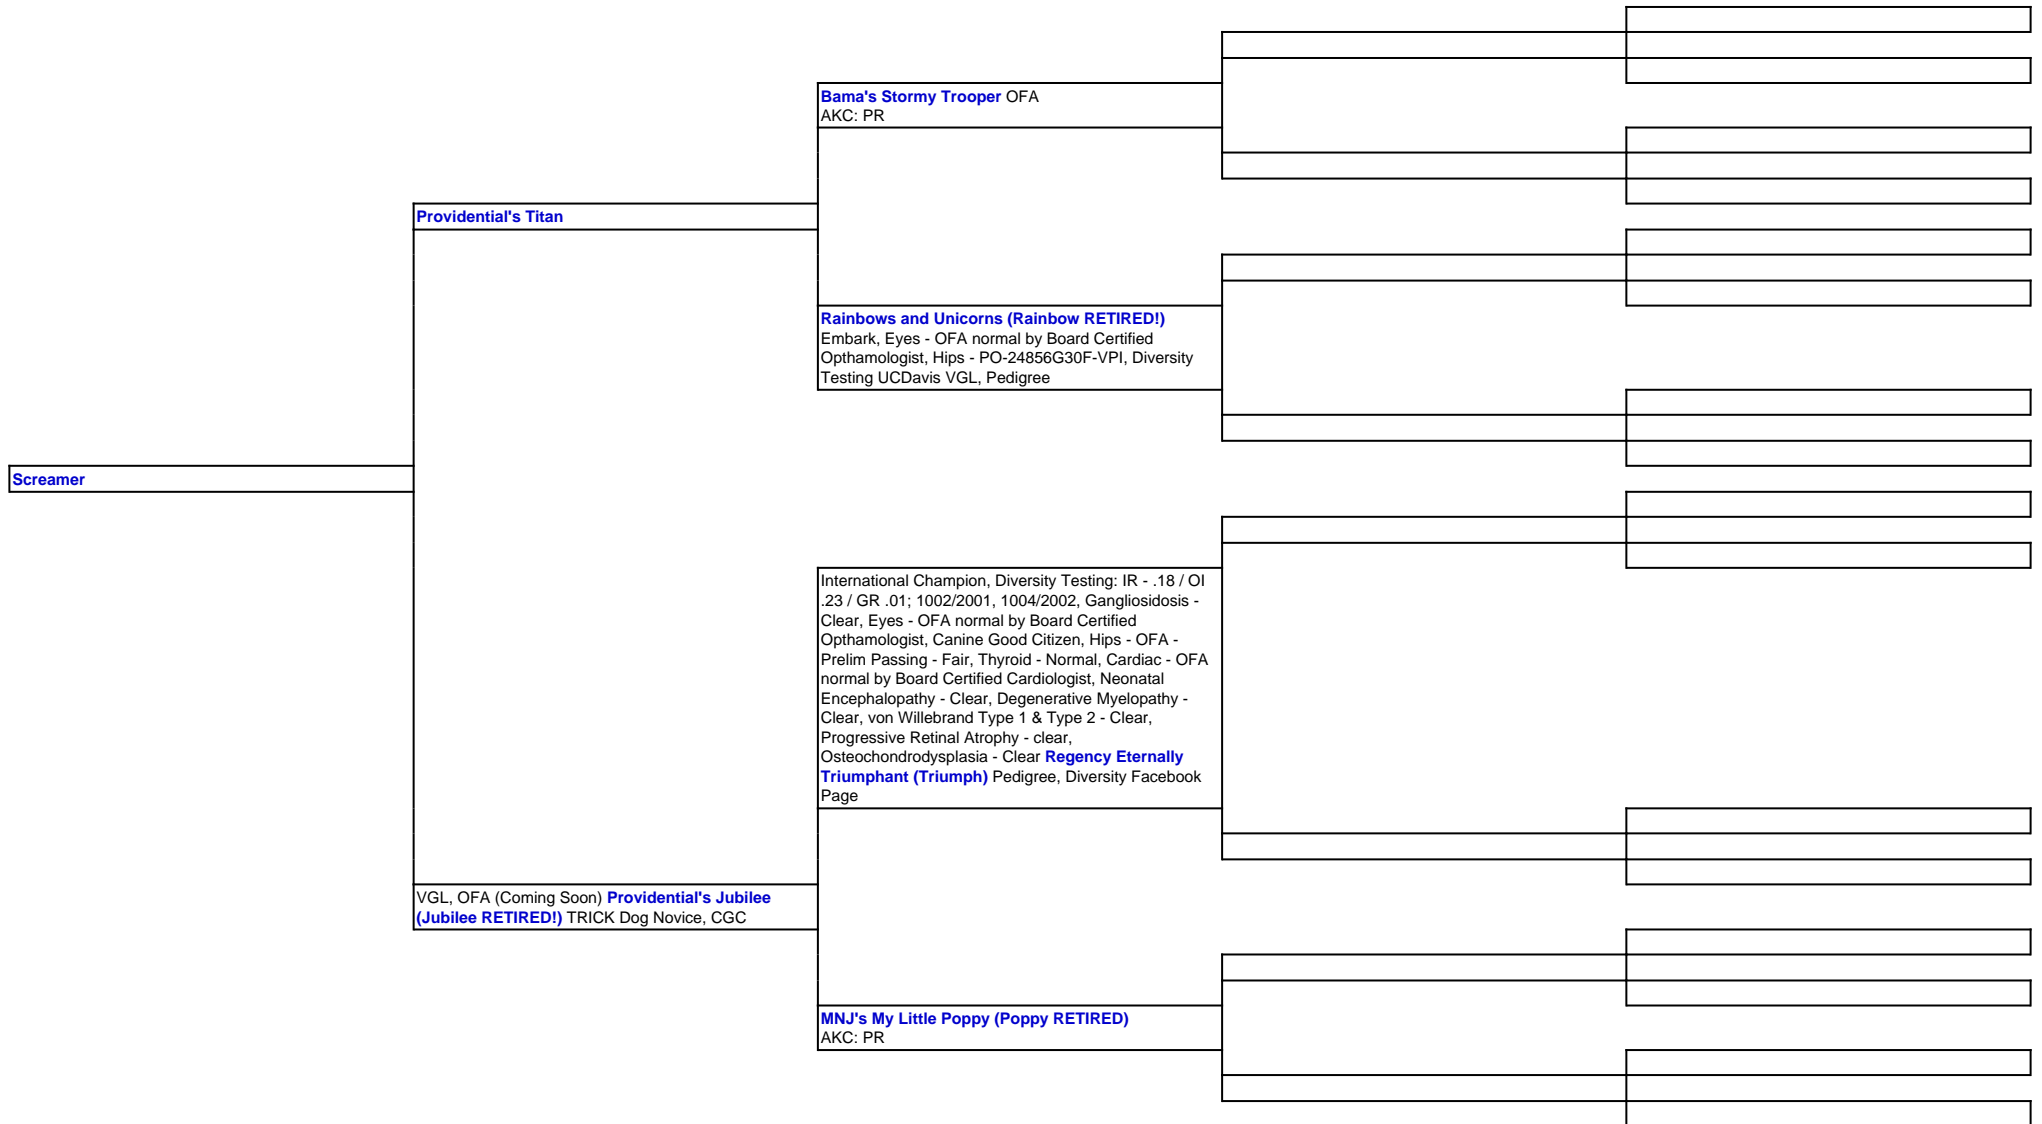 Bama's Stormy Trooper OFA
AKC: PR
Providential's Titan
Rainbows and Unicorns (Rainbow RETIRED!)
Embark, Eyes - OFA normal by Board Certified
Opthamologist, Hips - PO-24856G30F-VPI, Diversity
Testing UCDavis VGL, Pedigree
Screamer
International Champion, Diversity Testing: IR - .18 / OI
.23 / GR .01; 1002/2001, 1004/2002, Gangliosidosis -
Clear, Eyes - OFA normal by Board Certified
Opthamologist, Canine Good Citizen, Hips - OFA -
Prelim Passing - Fair, Thyroid - Normal, Cardiac - OFA
normal by Board Certified Cardiologist, Neonatal
Encephalopathy - Clear, Degenerative Myelopathy -
Clear, von Willebrand Type 1 & Type 2 - Clear,
Progressive Retinal Atrophy - clear,
Osteochondrodysplasia - Clear Regency Eternally
Triumphant (Triumph) Pedigree, Diversity Facebook
Page
VGL, OFA (Coming Soon) Providential's Jubilee
(Jubilee RETIRED!) TRICK Dog Novice, CGC
MNJ's My Little Poppy (Poppy RETIRED)
AKC: PR